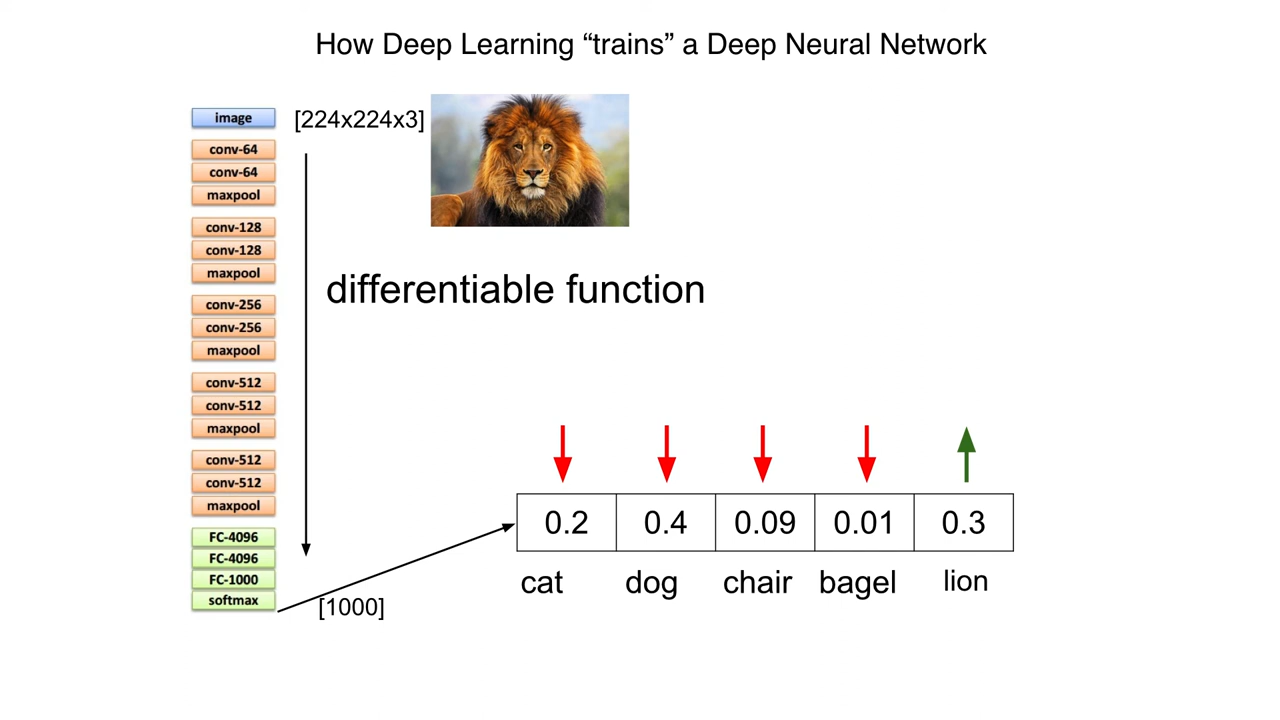 How Deep Learning “trains” a Deep Neural Network
image
[224x224x3]
conv-64
conv-64
maxpool
conv-128
conv-128
maxpool
conv-256
conv-256
maxpool
conv-512
conv-512
maxpool
conv-512
conv-512
maxpool
FC-4096
FC-4096
FC-1000
softmax
[1000]
differentiable function
0.2 0.4 0.09 0.01 0.3
cat dog chair bagel lion